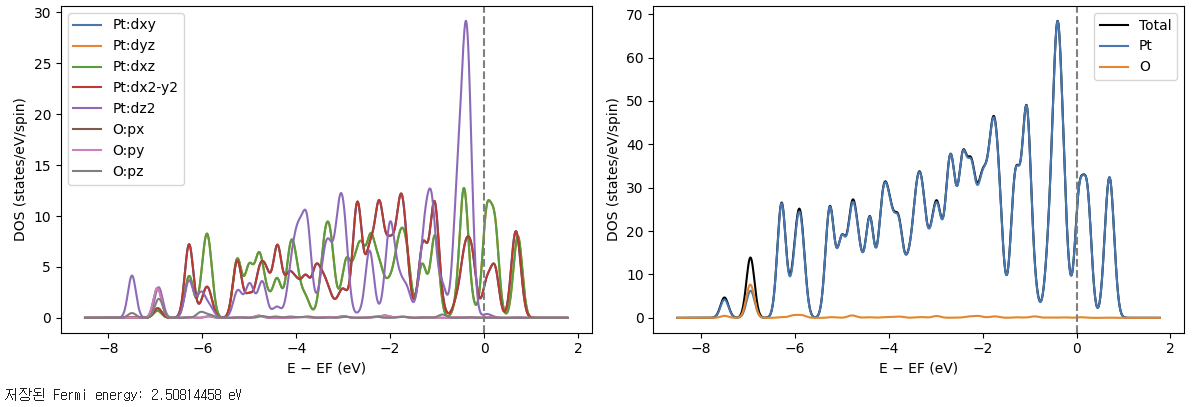 30
25
20
15
10
5
0
DOS (states/eV/spin)
Pt:dxy
Pt:dyz
Pt:dxz
Pt:dx2-y2
Pt:dz2
O:px
O:py
O:pz
−8
−6
−4
−2
0
2
E − EF (eV)
70
60
50
40
30
20
10
0
DOS (states/eV/spin)
Total
Pt
O
−8
−6
−4
−2
0
2
E − EF (eV)
저장된 Fermi energy: 2.50814458 eV